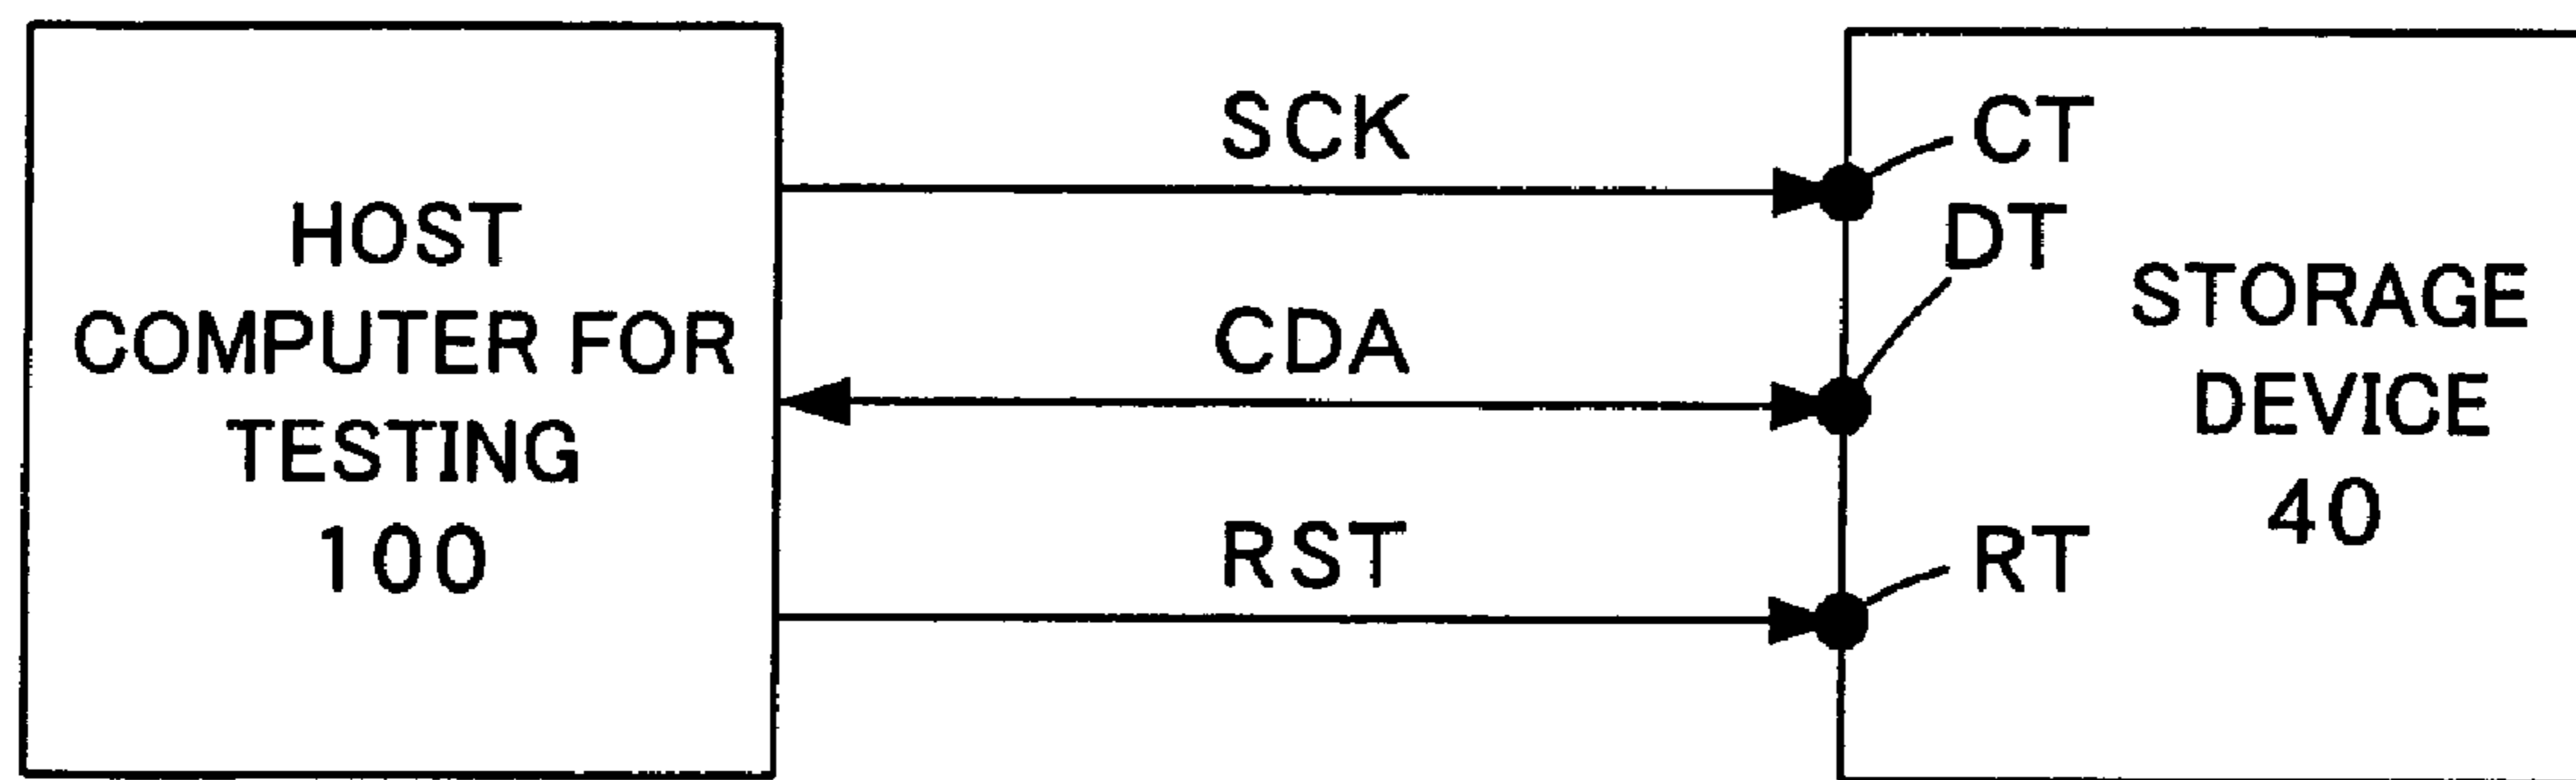 HOST
COMPUTER FOR
TESTING
100
SCK
CDA
RST
CT
DT
RT
STORAGE
DEVICE
40